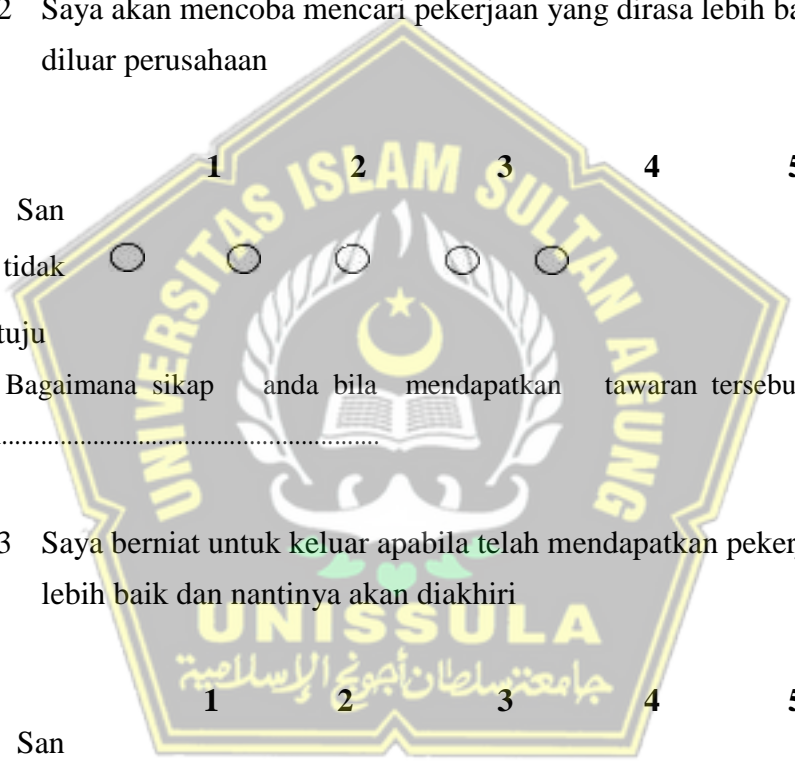 2 Saya akan mencoba mencari pekerjaan yang dirasa lebih ba
diluar perusahaan
1 2 3 4 5
San
tidak
tuju
Bagaimana sikap anda bila mendapatkan tawaran tersebu
...................................................................
3 Saya berniat untuk keluar apabila telah mendapatkan peker
lebih baik dan nantinya akan diakhiri
1 2 3 4 5
San
UNIVERSITAS ISLAM SULTAN AGUNG
UNISSULA
جامعة سلطان أجونج الإسلامية